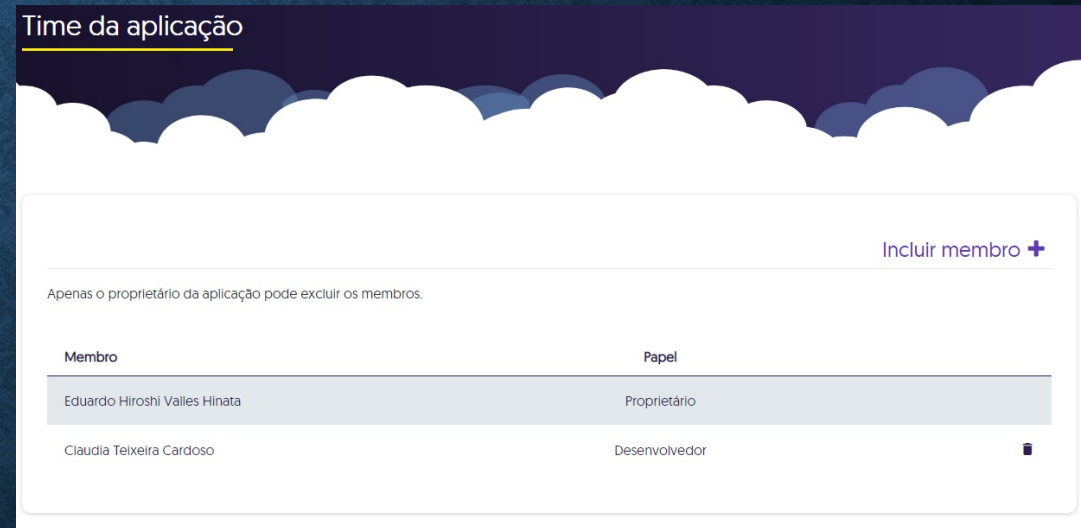 Time da aplicação
Incluir membro +
Apenas o proprietário da aplicação pode excluir os membros.
Membro Papel
Eduardo Hiroshi Valles Hinata Proprietário
Claudia Teixeira Cardoso Desenvolvedor